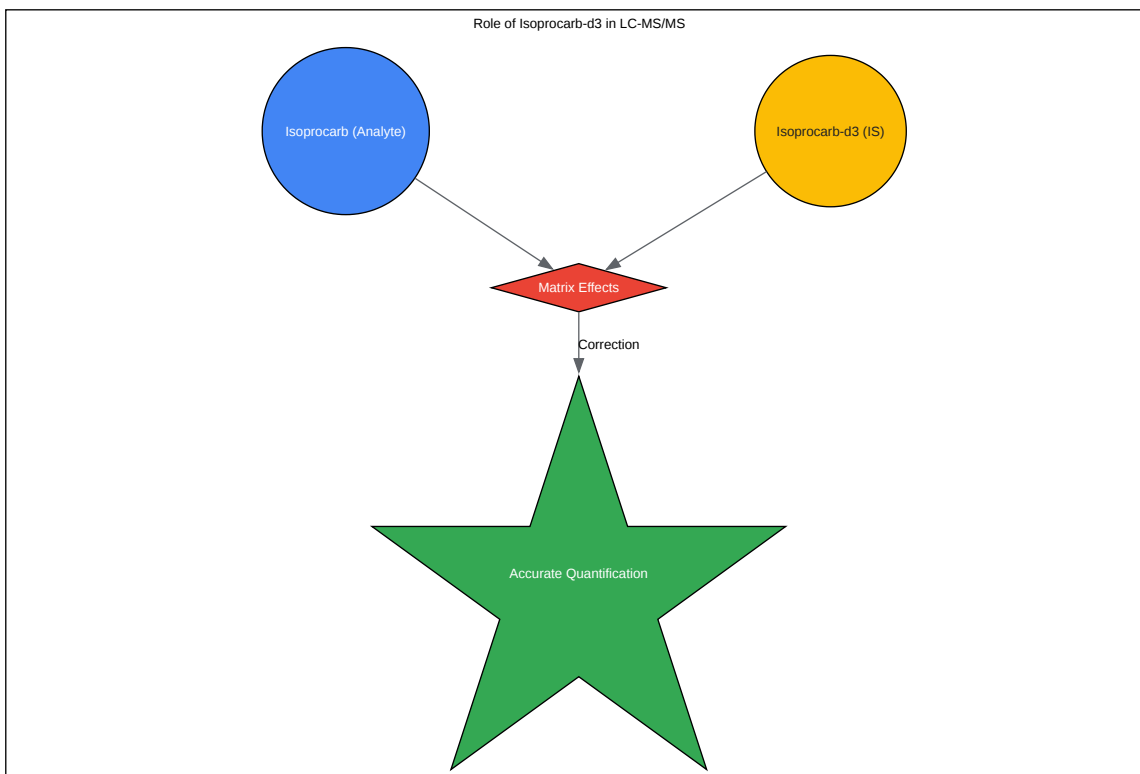 Role of Isoprocarb-d3 in LC-MS/MS
Isoprocarb (Analyte)
Isoprocarb-d3 (IS)
Matrix Effects
Correction
Accurate Quantification